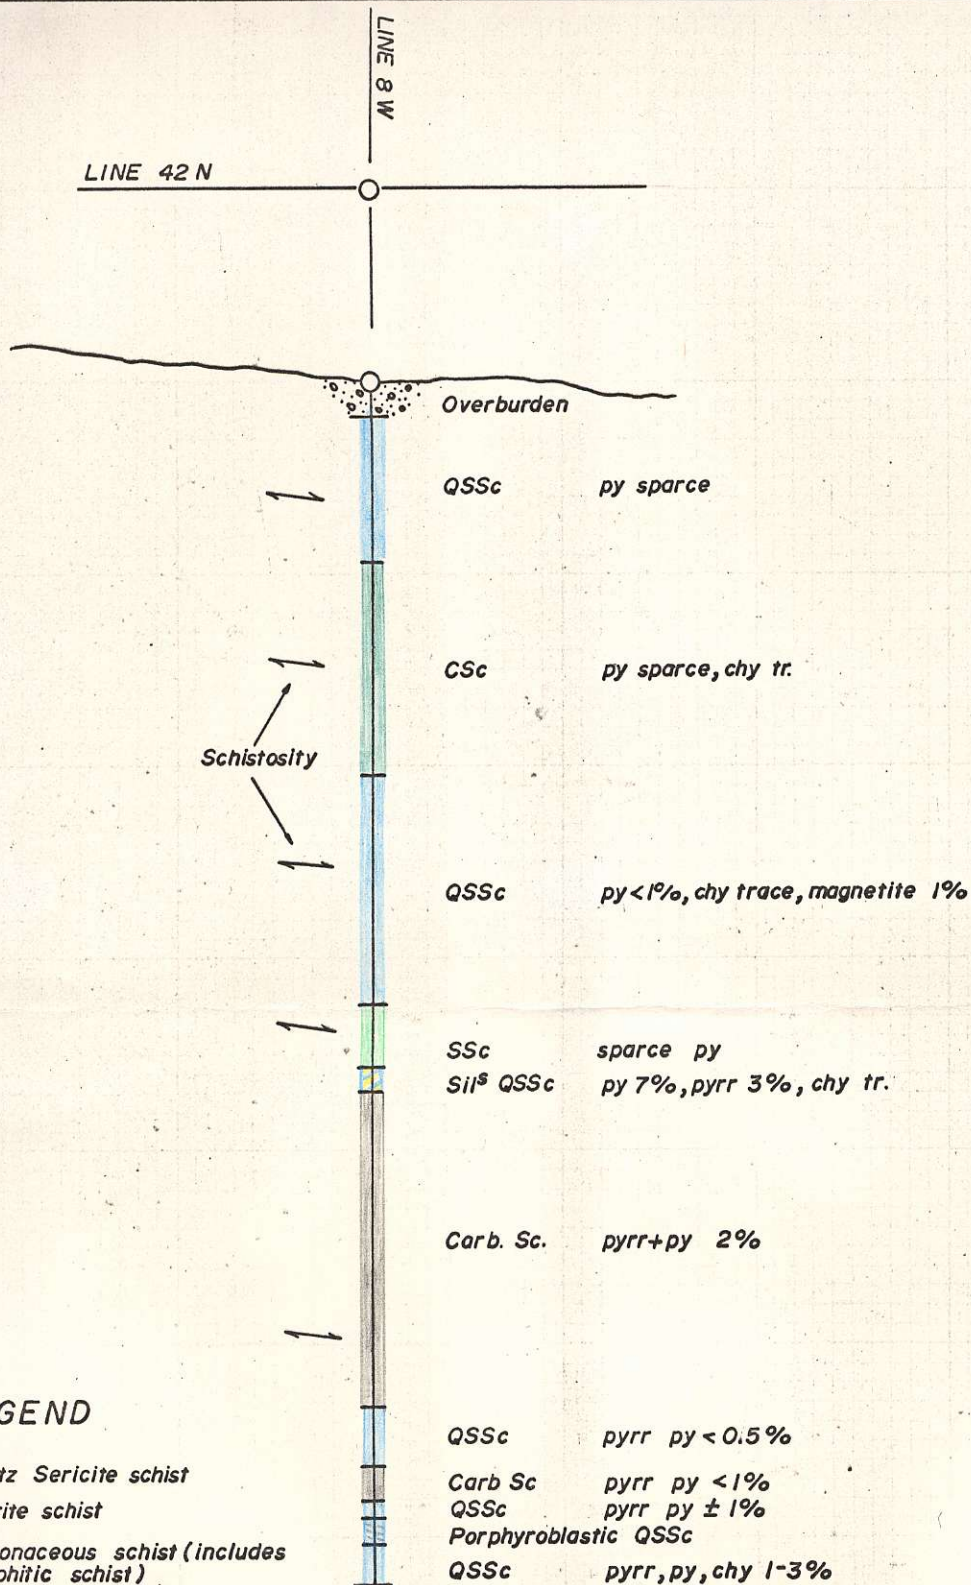 LINE 8 W
LINE 42 N
Overburden
QSSc py sparce
CSc py sparce, chy tr.
Schistosity
QSSc py<1%, chy trace, magnetite 1%
SSc sparce py
Silˢ QSSc py 7%, pyrr 3%, chy tr.
Carb. Sc. pyrr+py 2%
GEND
QSSc pyrr py < 0.5%
tz Sericite schist
Carb Sc pyrr py <1%
rite schist
QSSc pyrr py ± 1%
Porphyroblastic QSSc
onaceous schist (includes
phitic schist)
QSSc pyrr, py, chy 1-3%